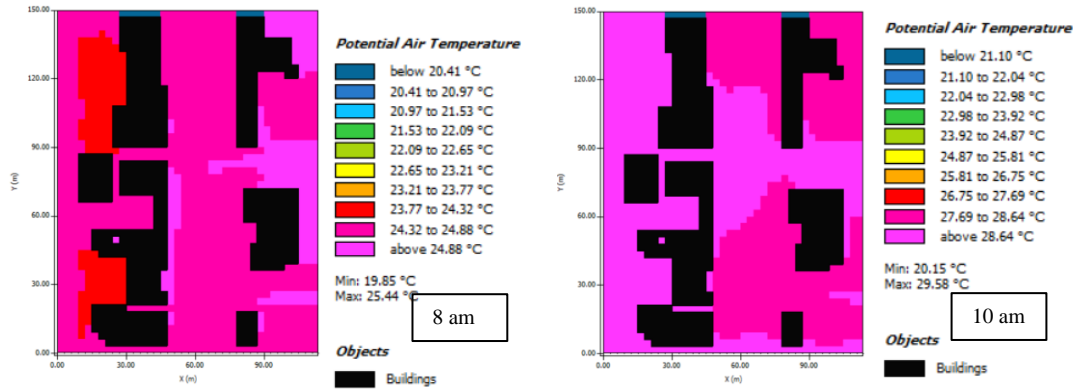 150.00
120.00
90.00
60.00
30.00
0.00
Y (m)
0.00 30.00 60.00 90.00
X (m)
Potential Air Temperature
below 20.41 °C
20.41 to 20.97 °C
20.97 to 21.53 °C
21.53 to 22.09 °C
22.09 to 22.65 °C
22.65 to 23.21 °C
23.21 to 23.77 °C
23.77 to 24.32 °C
24.32 to 24.88 °C
above 24.88 °C
Min: 19.85 °C
Max: 25.44 °C
8 am
Objects
Buildings
150.00
120.00
90.00
60.00
30.00
0.00
Y (m)
0.00 30.00 60.00 90.00
X (m)
Potential Air Temperature
below 21.10 °C
21.10 to 22.04 °C
22.04 to 22.98 °C
22.98 to 23.92 °C
23.92 to 24.87 °C
24.87 to 25.81 °C
25.81 to 26.75 °C
26.75 to 27.69 °C
27.69 to 28.64 °C
above 28.64 °C
Min: 20.15 °C
Max: 29.58 °C
10 am
Objects
Buildings